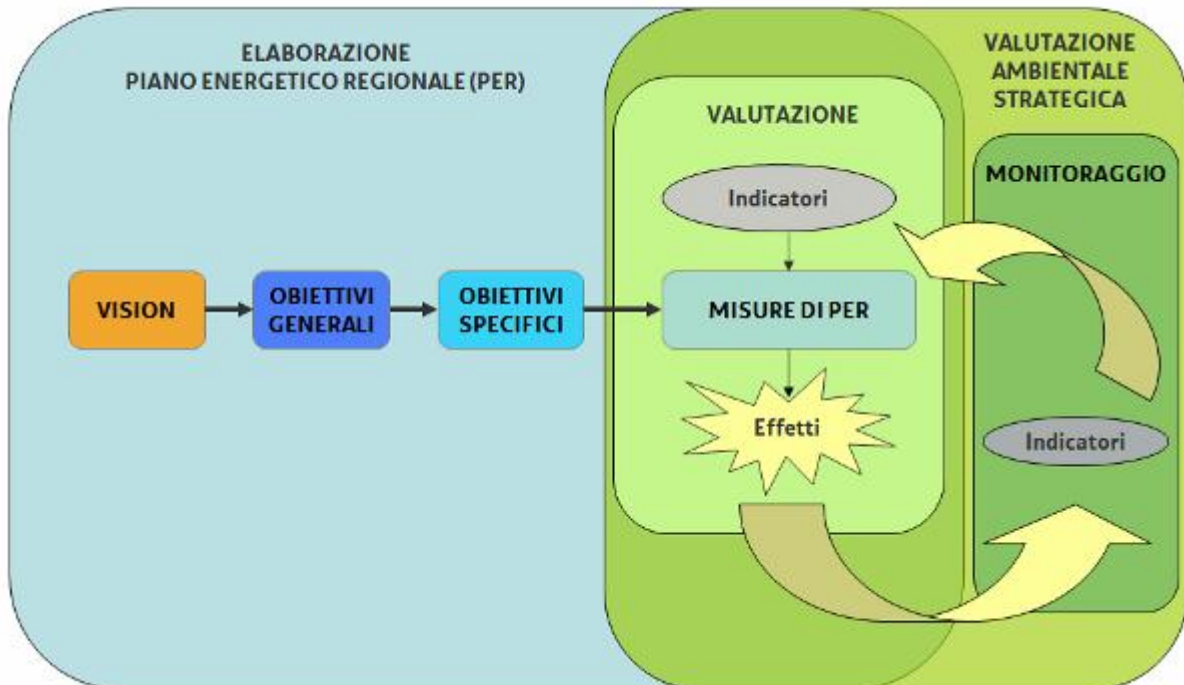 ELABORAZIONE
PIANO ENERGETICO REGIONALE (PER)
VALUTAZIONE
AMBIENTALE
STRATEGICA
VALUTAZIONE
MONITORAGGIO
Indicatori
VISION
OBIETTIVI
GENERALI
OBIETTIVI
SPECIFICI
MISURE DI PER
Effetti
Indicatori